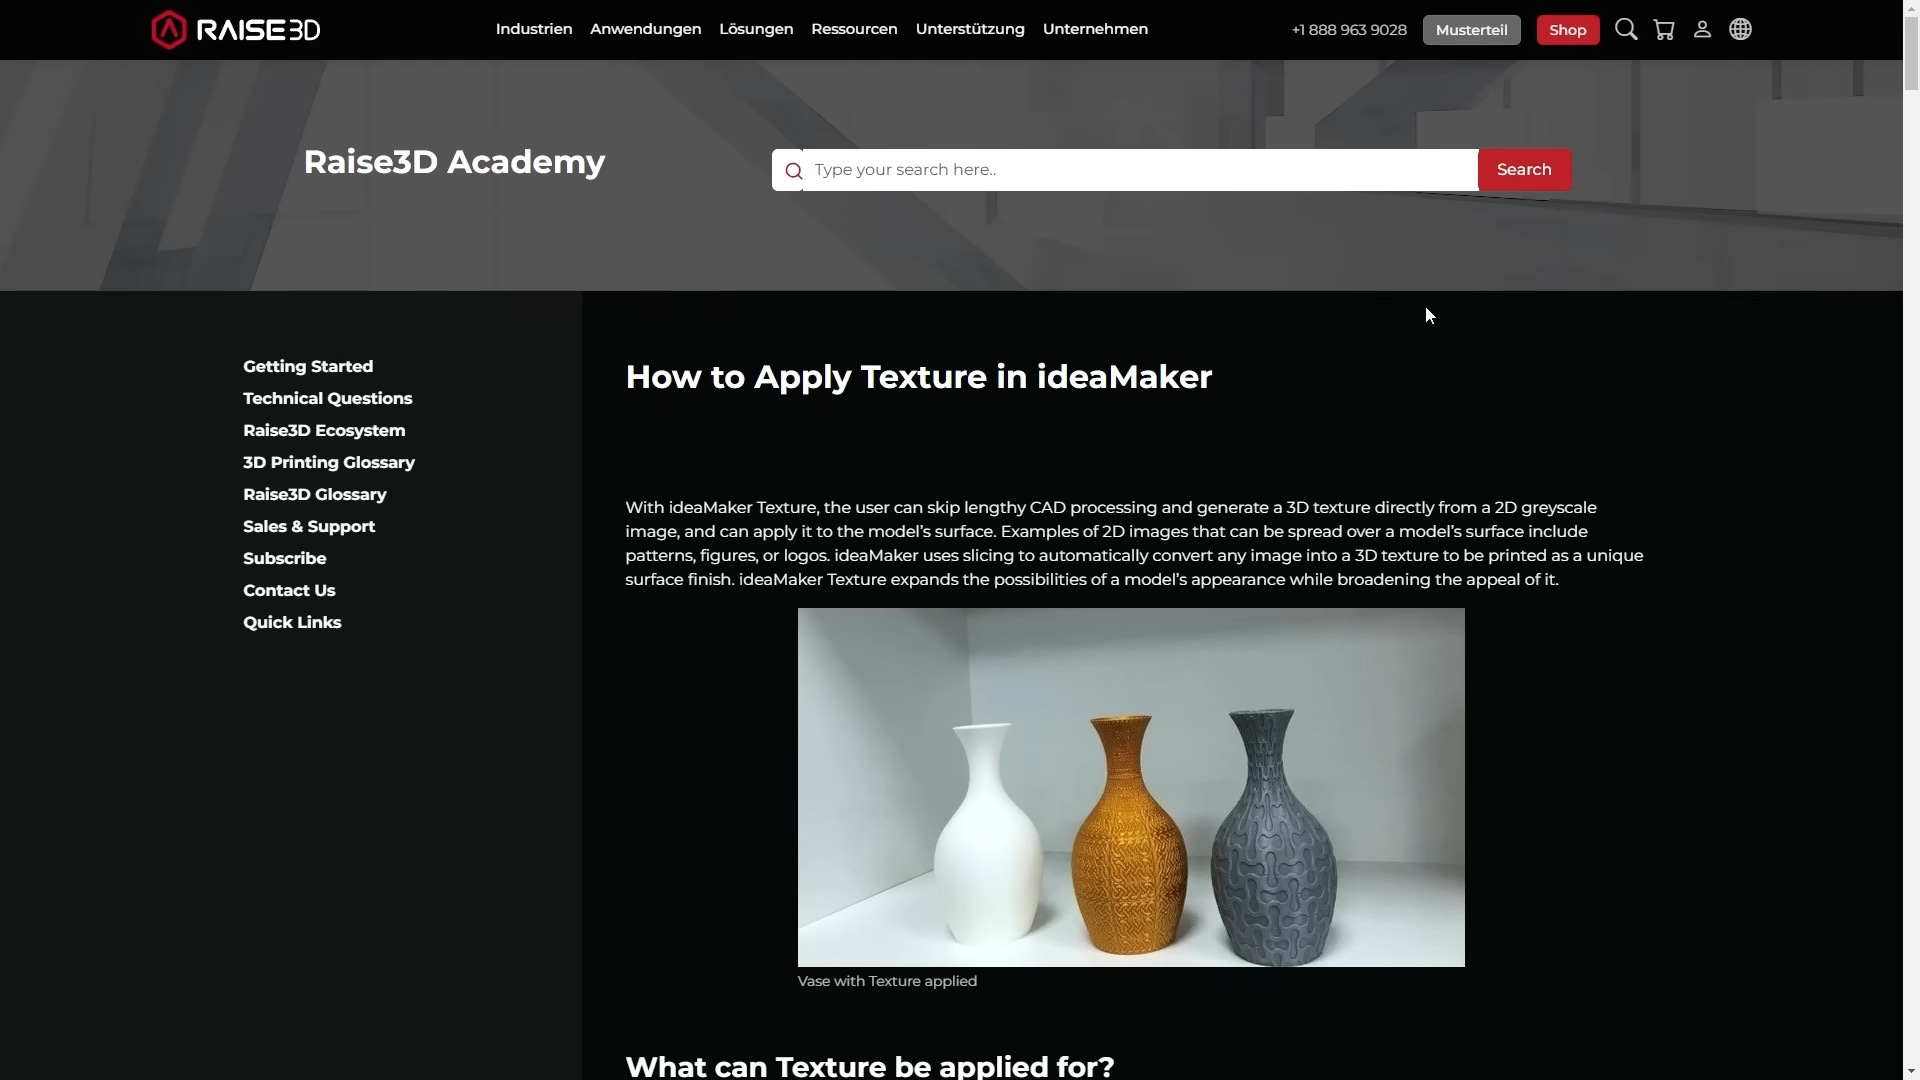 RAISE3D
Industrien Anwendungen Lösungen Ressourcen Unterstützung Unternehmen
+1 888 963 9028
Musterteil
Shop
Raise3D Academy
Type your search here..
Search
Getting Started
Technical Questions
Raise3D Ecosystem
3D Printing Glossary
Raise3D Glossary
Sales & Support
Subscribe
Contact Us
Quick Links
How to Apply Texture in ideaMaker
With ideaMaker Texture, the user can skip lengthy CAD processing and generate a 3D texture directly from a 2D greyscale
image, and can apply it to the model’s surface. Examples of 2D images that can be spread over a model’s surface include
patterns, figures, or logos. ideaMaker uses slicing to automatically convert any image into a 3D texture to be printed as a unique
surface finish. ideaMaker Texture expands the possibilities of a model’s appearance while broadening the appeal of it.
Vase with Texture applied
What can Texture be applied for?